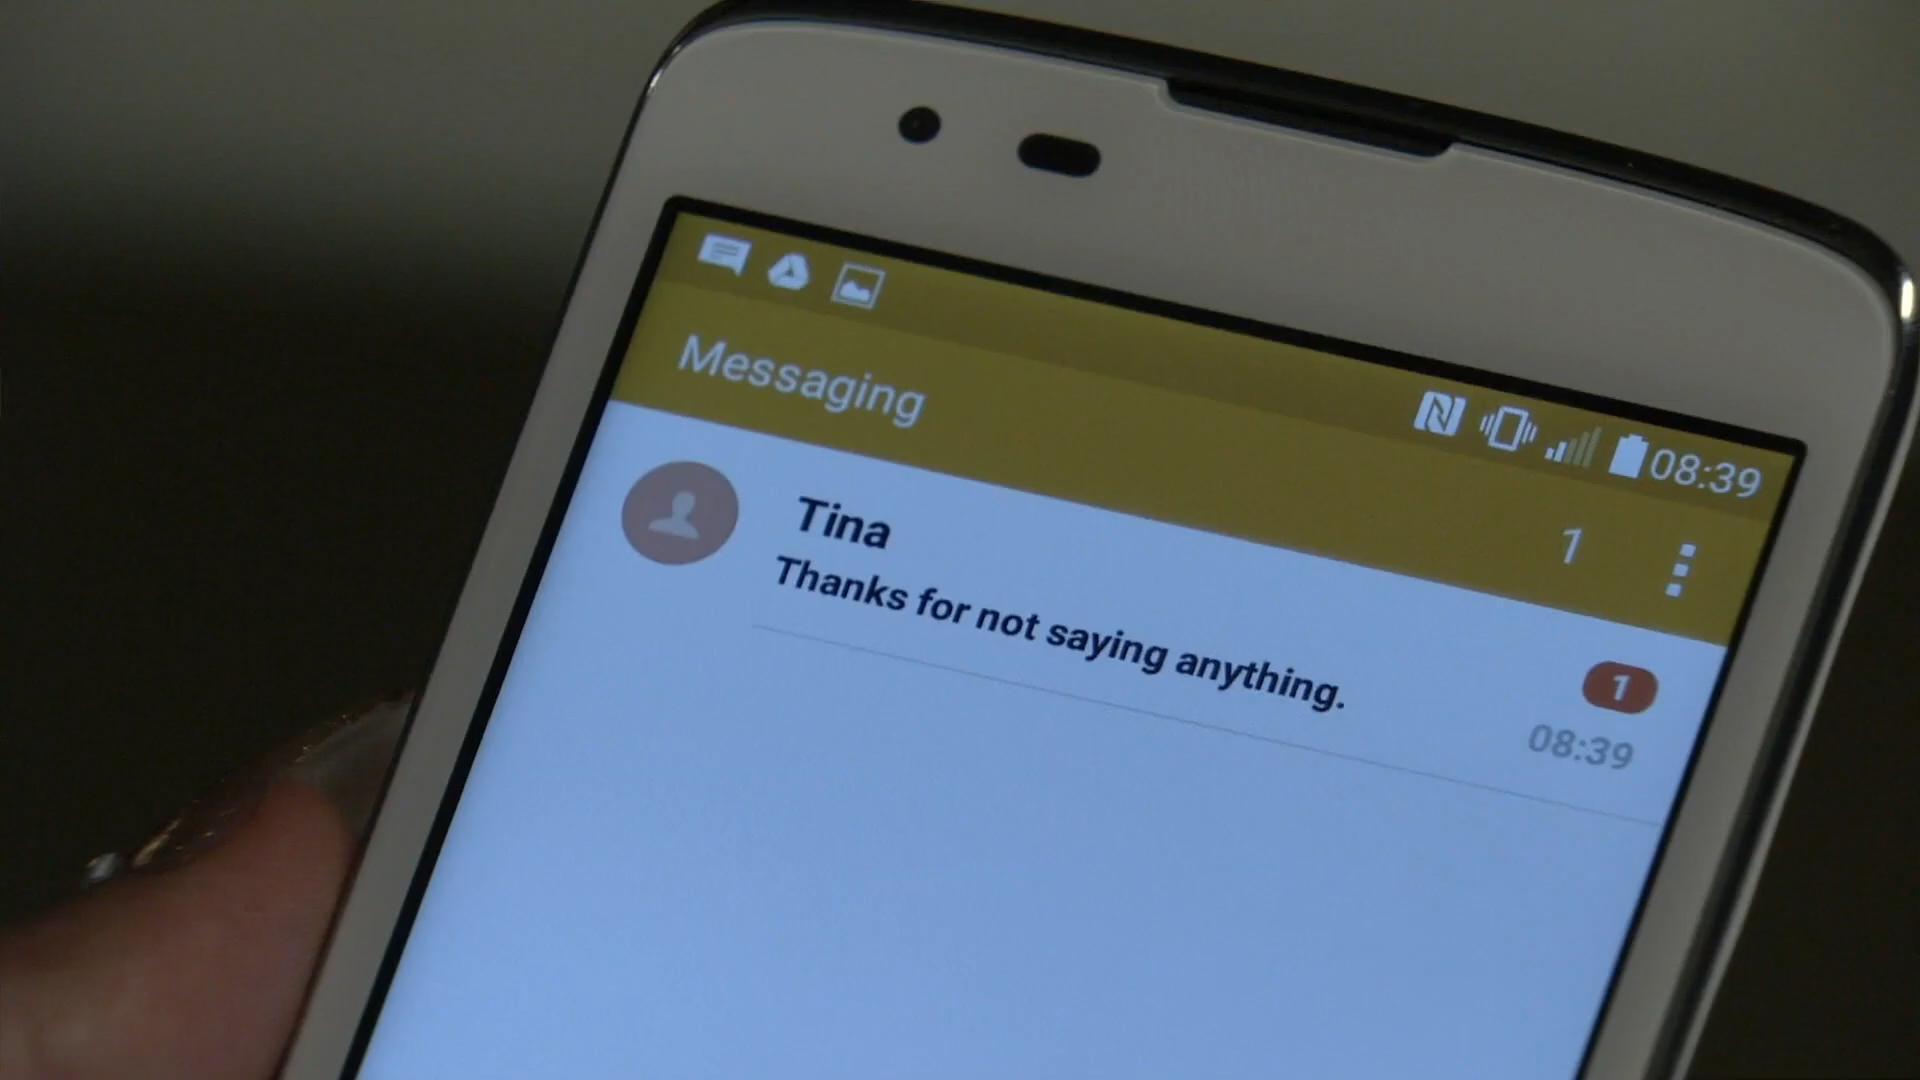 08:39
Messaging
1
Tina
Thanks for not saying anything.
1
08:39